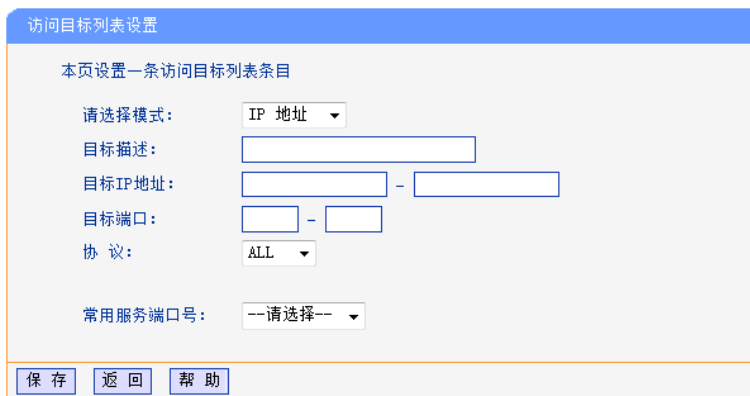 访问目标列表设置
本页设置一条访问目标列表条目
请选择模式: IP 地址
目标描述:
目标IP地址: -
目标端口: -
协 议: ALL
常用服务端口号: --请选择--
保 存 返 回 帮 助